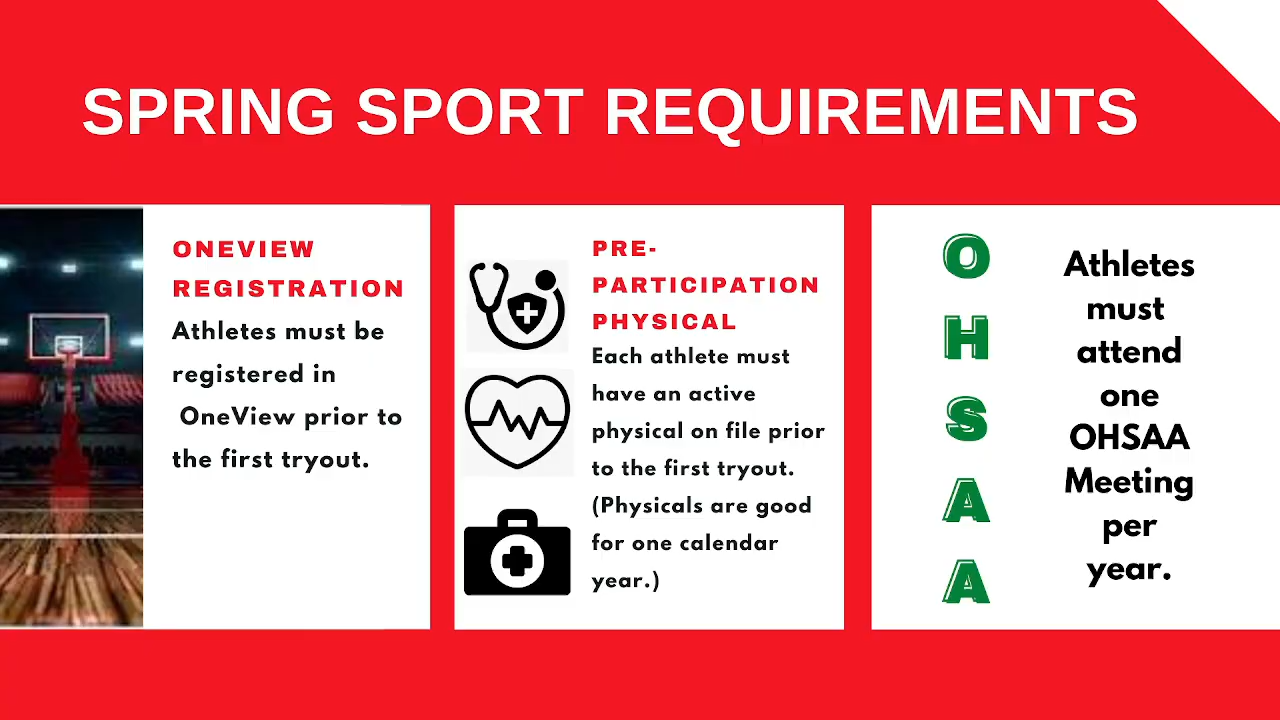 SPRING SPORT REQUIREMENTS
ONEVIEW
REGISTRATION
Athletes must be
registered in
OneView prior to
the first tryout.
PRE-
PARTICIPATION
PHYSICAL
Each athlete must
have an active
physical on file prior
to the first tryout.
(Physicals are good
for one calendar
year.)
O
H
S
A
A
Athletes
must
attend
one
OHSAA
Meeting
per
year.